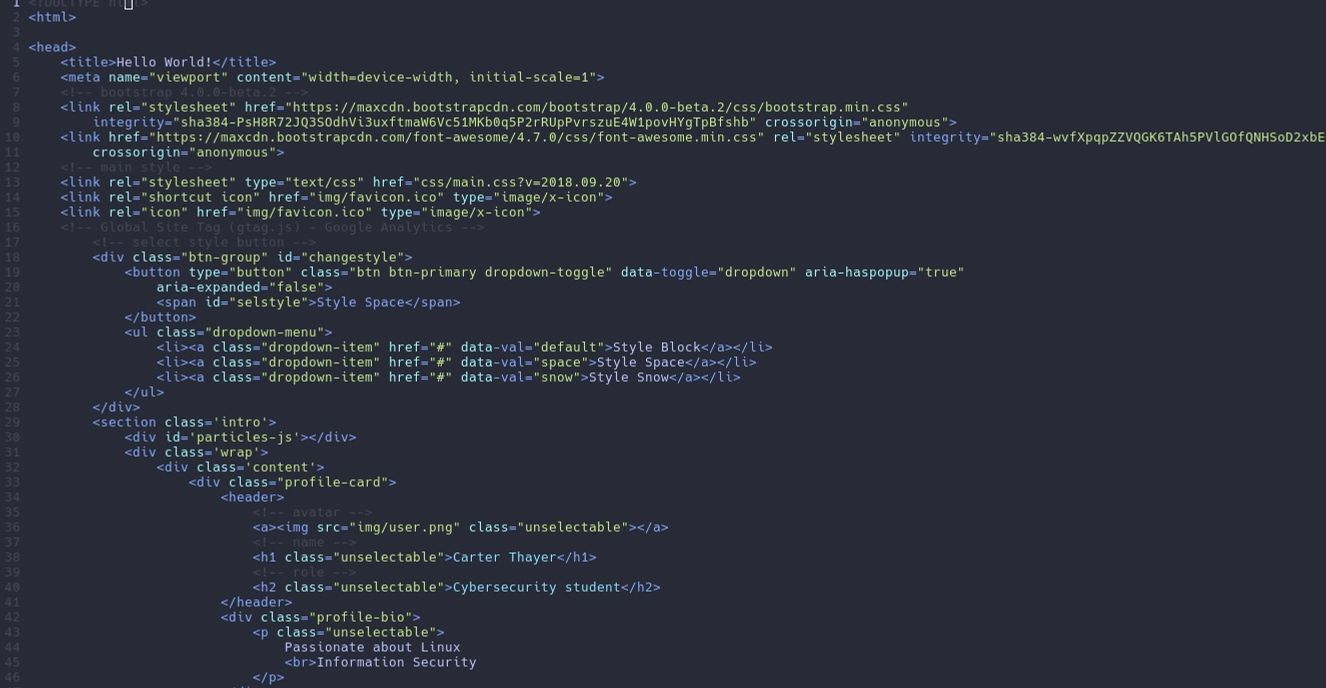 1 <!DOCTYPE html>
2 <html>
3
4 <head>
5     <title>Hello World!</title>
6     <meta name="viewport" content="width=device-width, initial-scale=1">
7     <!-- bootstrap 4.0.0-beta.2 -->
8     <link rel="stylesheet" href="https://maxcdn.bootstrapcdn.com/bootstrap/4.0.0-beta.2/css/bootstrap.min.css"
9         integrity="sha384-PsH8R72JQ3SOdhVi3uxftmaW6Vc51MKb0q5P2rRUpPvrszuE4W1povHYgTpBfshb" crossorigin="anonymous">
10     <link href="https://maxcdn.bootstrapcdn.com/font-awesome/4.7.0/css/font-awesome.min.css" rel="stylesheet" integrity="sha384-wvfXpqpZZVQGK6TAh5PVlGOfQNHSoD2xbE
11         crossorigin="anonymous">
12     <!-- main style -->
13     <link rel="stylesheet" type="text/css" href="css/main.css?v=2018.09.20">
14     <link rel="shortcut icon" href="img/favicon.ico" type="image/x-icon">
15     <link rel="icon" href="img/favicon.ico" type="image/x-icon">
16     <!-- Global Site Tag (gtag.js) - Google Analytics -->
17         <!-- select style button -->
18         <div class="btn-group" id="changestyle">
19             <button type="button" class="btn btn-primary dropdown-toggle" data-toggle="dropdown" aria-haspopup="true"
20                 aria-expanded="false">
21                 <span id="selstyle">Style Space</span>
22             </button>
23             <ul class="dropdown-menu">
24                 <li><a class="dropdown-item" href="#" data-val="default">Style Block</a></li>
25                 <li><a class="dropdown-item" href="#" data-val="space">Style Space</a></li>
26                 <li><a class="dropdown-item" href="#" data-val="snow">Style Snow</a></li>
27             </ul>
28         </div>
29         <section class='intro'>
30             <div id='particles-js'></div>
31             <div class='wrap'>
32                 <div class='content'>
33                     <div class="profile-card">
34                         <header>
35                             <!-- avatar -->
36                             <a><img src="img/user.png" class="unselectable"></a>
37                             <!-- name -->
38                             <h1 class="unselectable">Carter Thayer</h1>
39                             <!-- role -->
40                             <h2 class="unselectable">Cybersecurity student</h2>
41                         </header>
42                         <div class="profile-bio">
43                             <p class="unselectable">
44                                 Passionate about Linux
45                                 <br>Information Security
46                             </p>